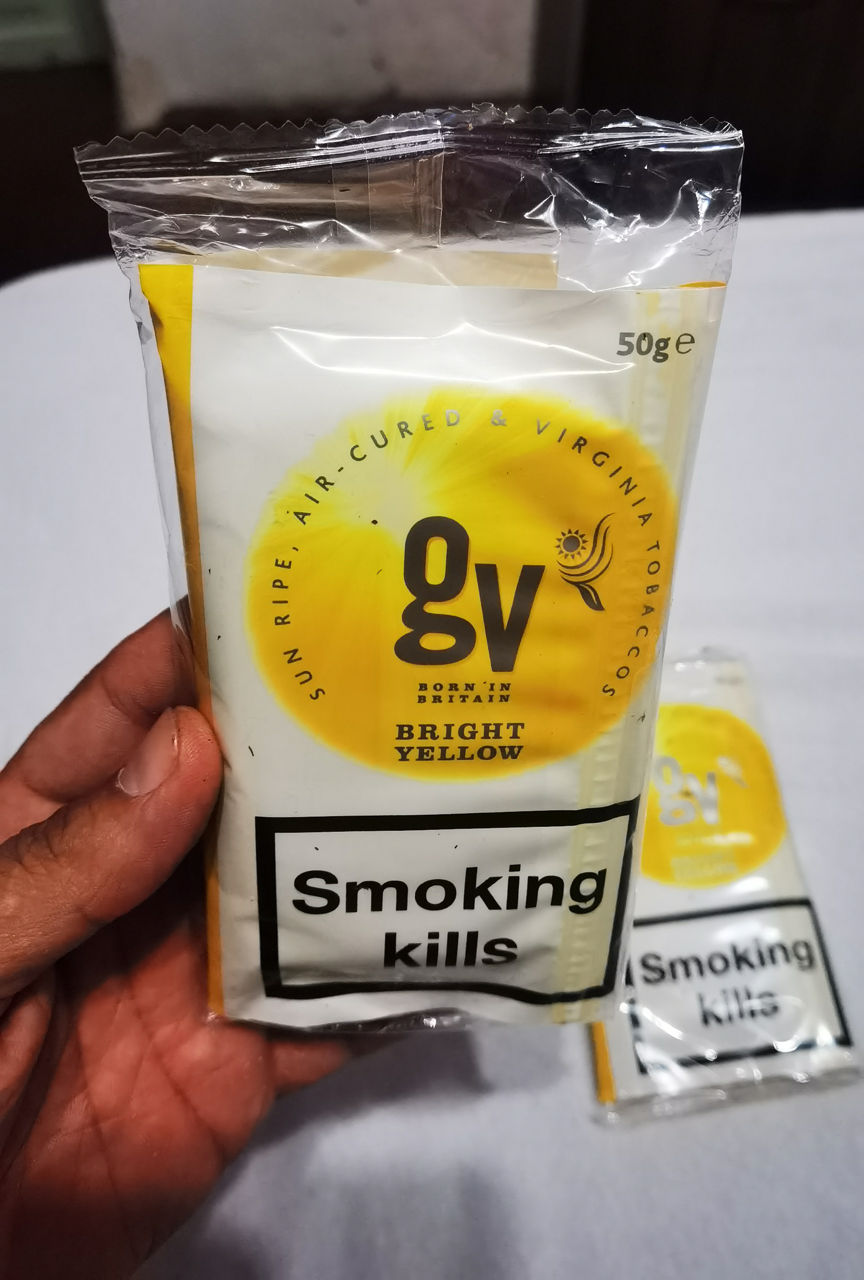 50g ℮
SUN RIPE, AIR-CURED & VIRGINIA TOBACCOS
gv
BORN IN
BRITAIN
BRIGHT
YELLOW
Smoking
kills
gv
Smoking
kills